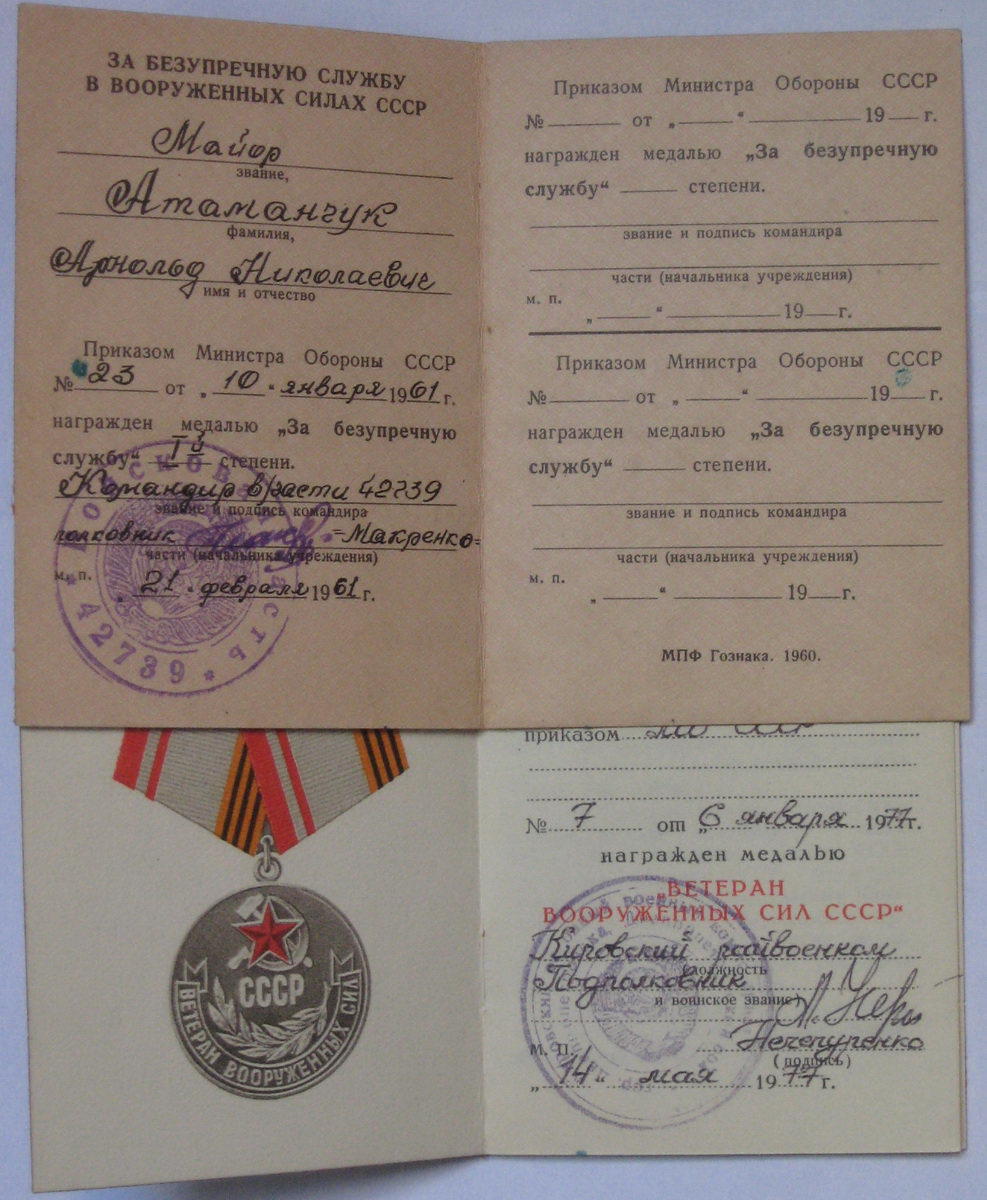 ЗА БЕЗУПРЕЧНУЮ СЛУЖБУ
В ВООРУЖЕННЫХ СИЛАХ СССР
Майор
звание,
Атаманчук
фамилия,
Арнольд Николаевич
имя и отчество
Приказом Министра Обороны СССР
№ 23 от „ 10 “ января 1961 г.
награжден медалью „За безупречную
службу“ I й степени.
Командир в/части 42739
звание и подпись командира
полковник =Макренко=
части (начальника учреждения)
м. п.
„ 21 “ февраля 1961 г.
Войсковая часть
* 42739 *
Приказом Министра Обороны СССР
№ от „ “ 19 г.
награжден медалью „За безупречную
службу“ степени.
звание и подпись командира
части (начальника учреждения)
м. п.
„ “ 19 г.
Приказом Министра Обороны СССР
№ от „ “ 19 г.
награжден медалью „За безупречную
службу“ степени.
звание и подпись командира
части (начальника учреждения)
м. п.
„ “ 19 г.
МПФ Гознака. 1960.
СССР
ВЕТЕРАН ВООРУЖЕННЫХ СИЛ
приказом
№ 7 от „ 6 января 1977г.
награжден медалью
„ВЕТЕРАН
ВООРУЖЕННЫХ СИЛ СССР“
Кировский райвоенком
(должность
Подполковник
и воинское звание)
Нечепуренко
М. П.
(подпись)
„ 14 “ мая 1977г.